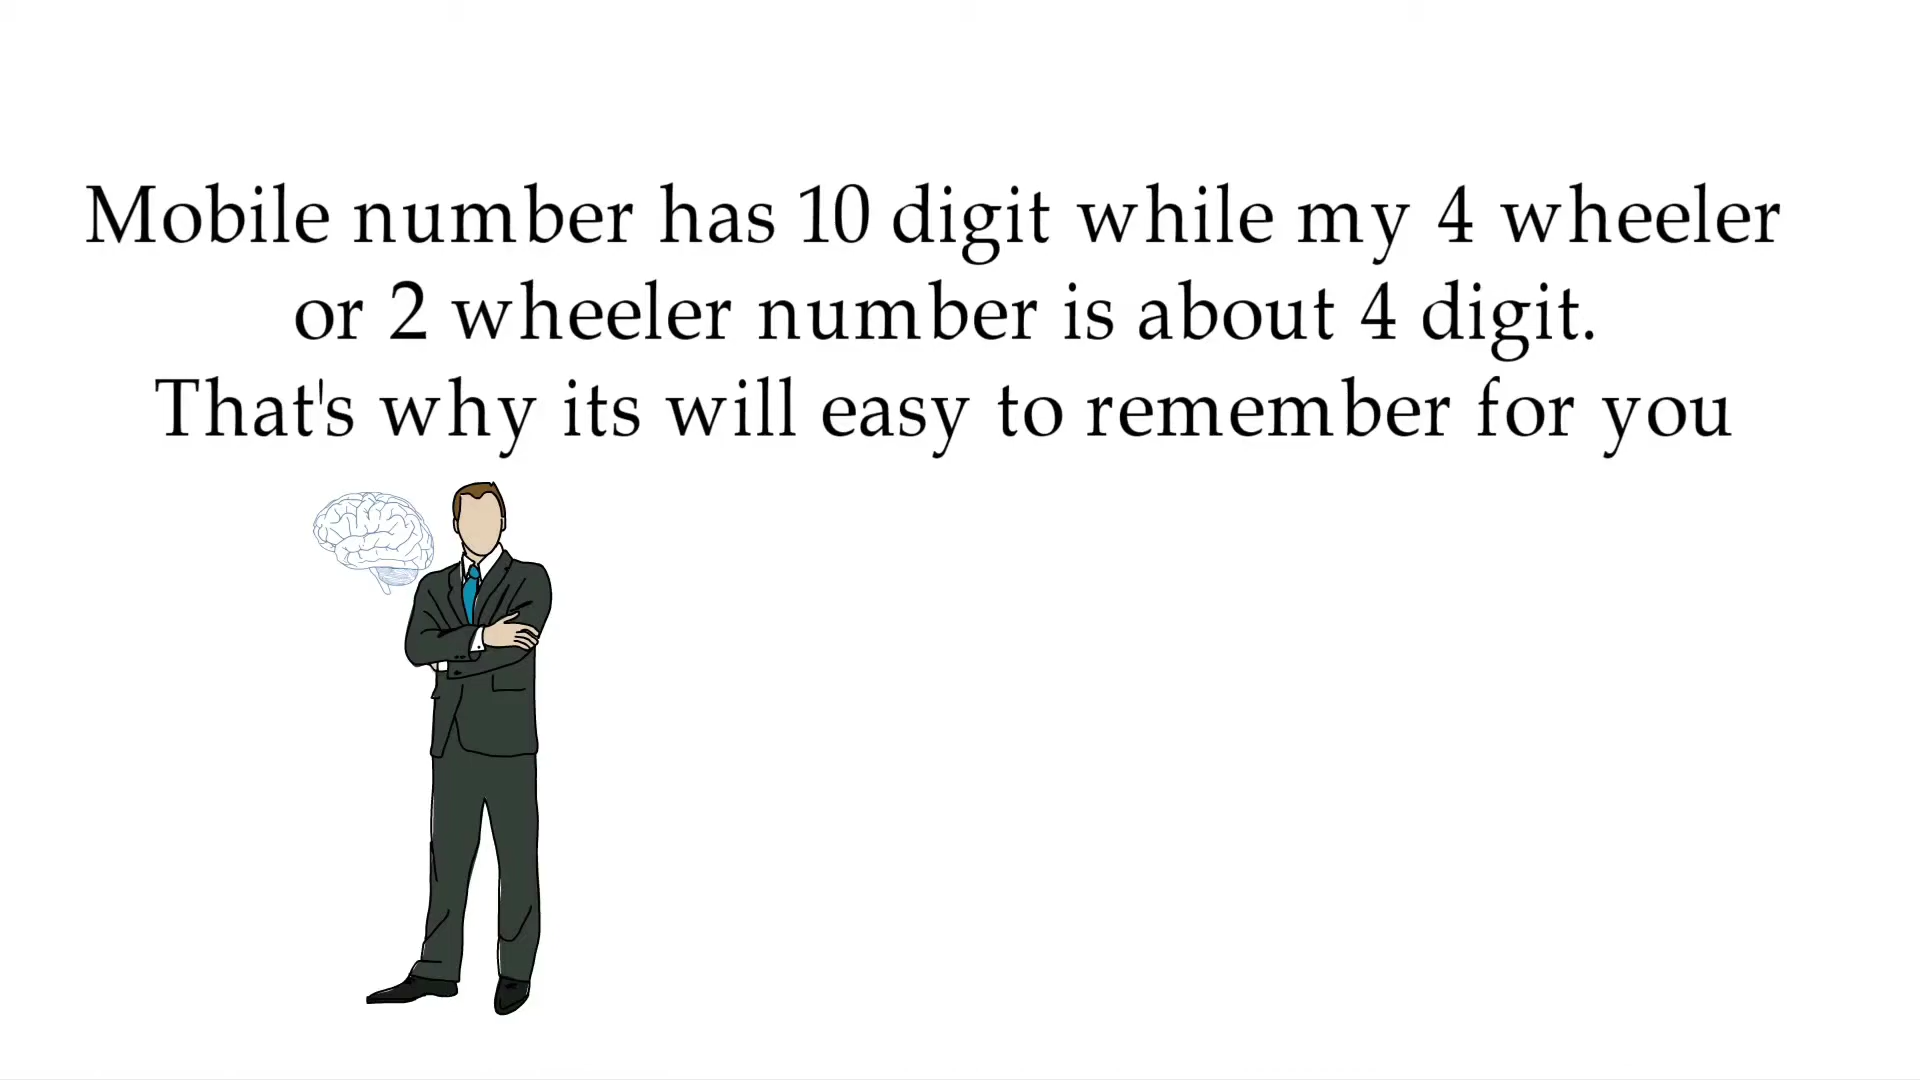 Mobile number has 10 digit while my 4 wheeler
or 2 wheeler number is about 4 digit.
That's why its will easy to remember for you